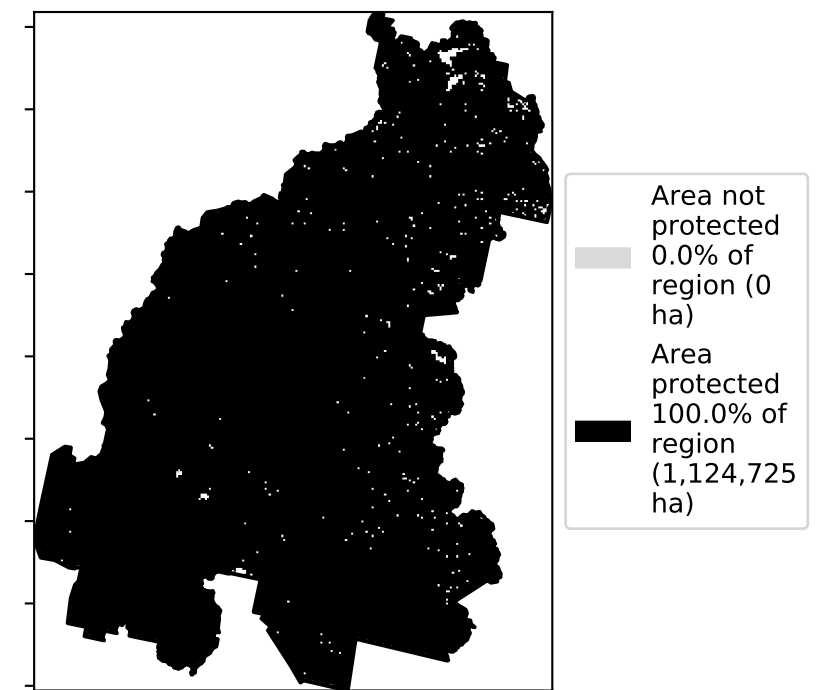 Area not
protected
0.0% of
region (0
ha)
Area
protected
100.0% of
region
(1,124,725
ha)